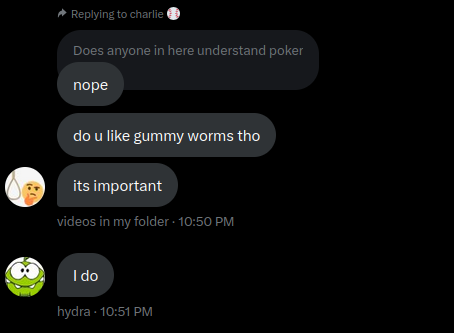 Replying to charlie ⚾
Does anyone in here understand poker
nope
do u like gummy worms tho
its important
videos in my folder · 10:50 PM
I do
hydra · 10:51 PM